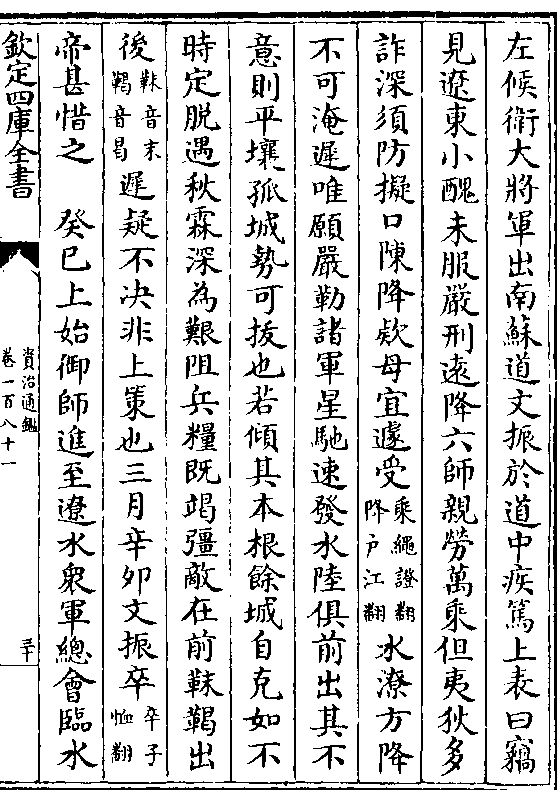 左候衛大將軍出南蘇道文振於道中疾篤上表曰竊
見遼東小醜未服嚴刑遠降六師親勞萬乘但夷狄多
詐深須防擬口陳降欵毋宜遽受乘繩證翻降户江翻水潦方降
不可淹遲唯願嚴勒諸軍星馳速發水陸俱前出其不
意則平壤孤城勢可拔也若傾其本根餘城自克如不
時定脱遇秋霖深為艱阻兵糧既竭彊敵在前靺鞨出
後靺音末鞨音曷遲疑不决非上策也三月辛卯文振卒卒子恤翻
帝甚惜之　癸巳上始御師進至遼水衆軍總會臨水
欽定四庫全書
資治通鑑
卷一百八十一
三十